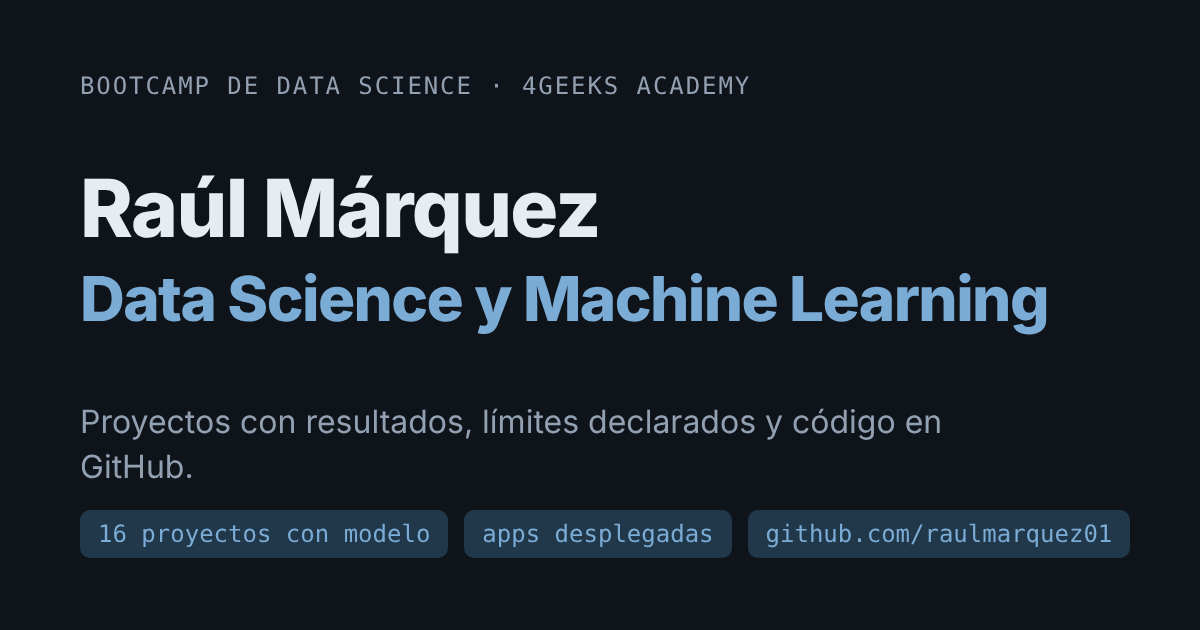 BOOTCAMP DE DATA SCIENCE · 4GEEKS ACADEMY
Raúl Márquez
Data Science y Machine Learning
Proyectos con resultados, límites declarados y código en
GitHub.
16 proyectos con modelo
apps desplegadas
github.com/raulmarquez01